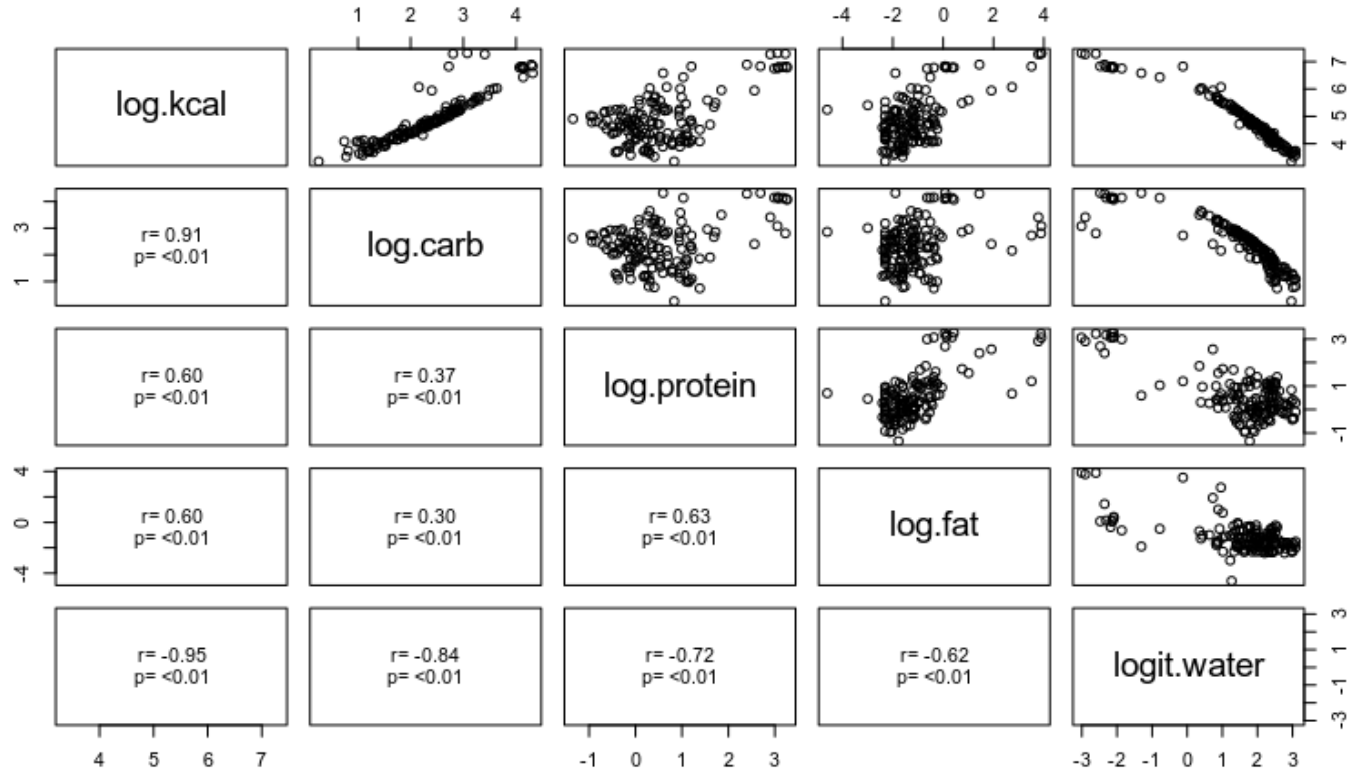 1 2 3 4
-4 -2 0 2 4
log.kcal
4 5 6 7
1 3
r= 0.91
p= <0.01
log.carb
r= 0.60
p= <0.01
r= 0.37
p= <0.01
log.protein
-1 1 3
-4 0 4
r= 0.60
p= <0.01
r= 0.30
p= <0.01
r= 0.63
p= <0.01
log.fat
r= -0.95
p= <0.01
r= -0.84
p= <0.01
r= -0.72
p= <0.01
r= -0.62
p= <0.01
logit.water
-3 -1 1 3
4 5 6 7
-1 0 1 2 3
-3 -2 -1 0 1 2 3